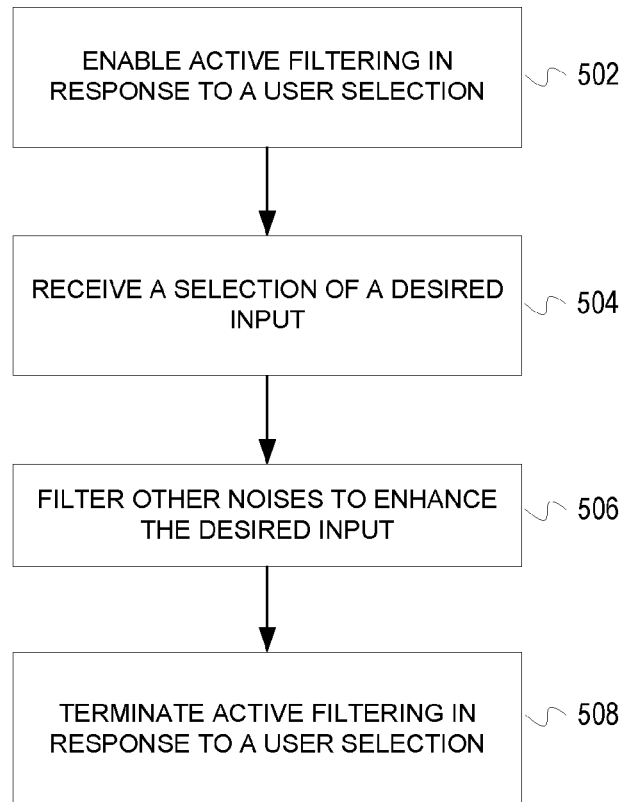 ENABLE ACTIVE FILTERING IN
RESPONSE TO A USER SELECTION
502
RECEIVE A SELECTION OF A DESIRED
INPUT
504
FILTER OTHER NOISES TO ENHANCE
THE DESIRED INPUT
506
TERMINATE ACTIVE FILTERING IN
RESPONSE TO A USER SELECTION
508